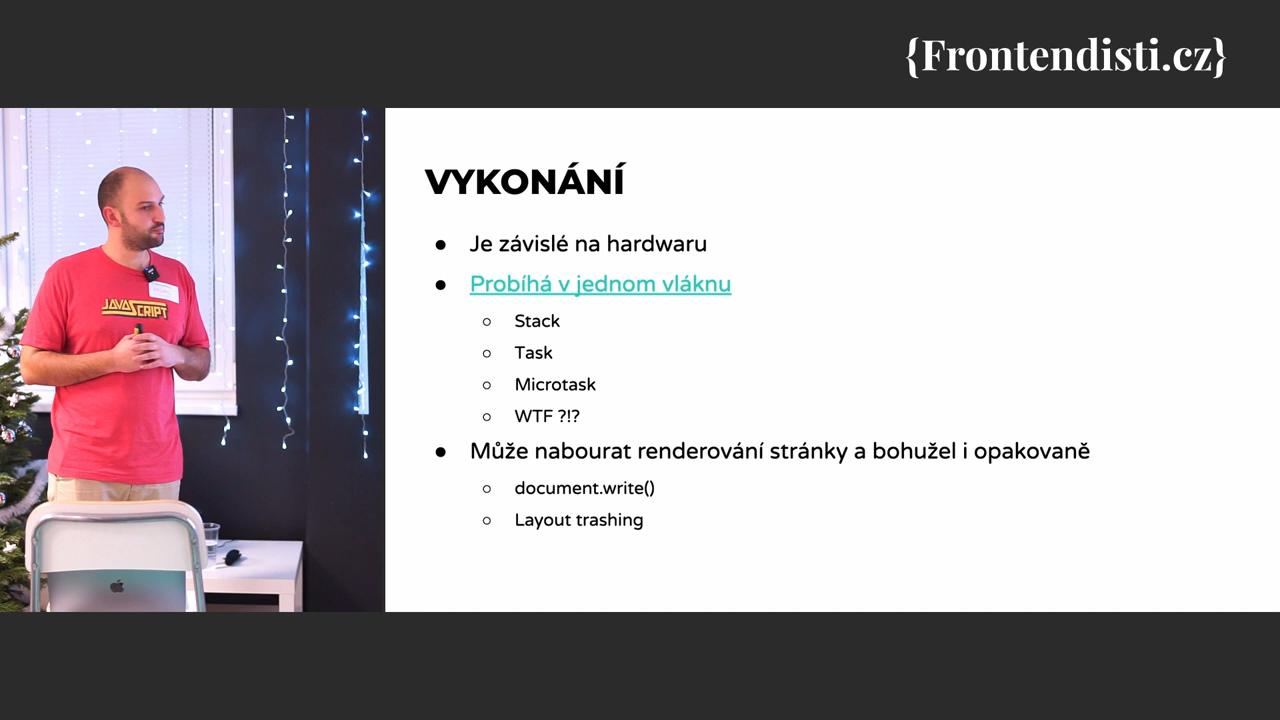 {Frontendisti.cz}
VYKONÁNÍ
● Je závislé na hardwaru
● Probíhá v jednom vláknu
○ Stack
○ Task
○ Microtask
○ WTF ?!?
● Může nabourat renderování stránky a bohužel i opakovaně
○ document.write()
○ Layout trashing
JAVASCRIPT